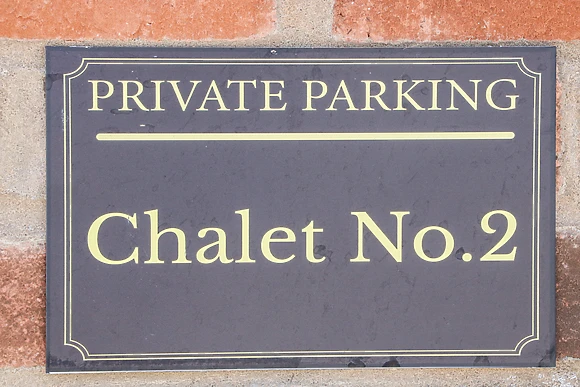 PRIVATE PARKING
Chalet No.2